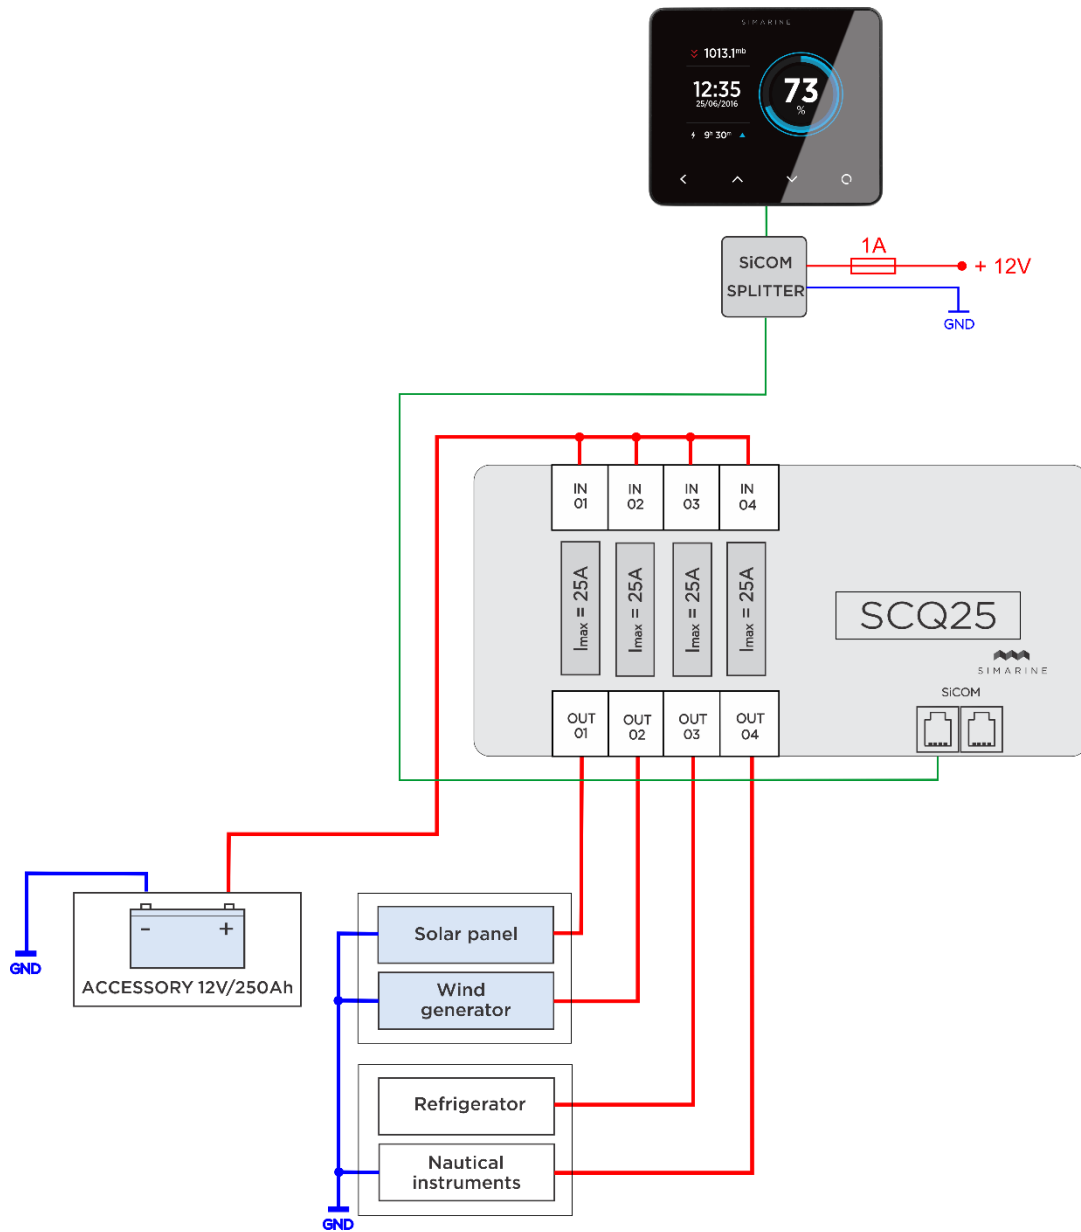 SIMARINE
1013.1mb
12:35
25/06/2016
9h 30m
73
%
SiCOM
SPLITTER
1A
+ 12V
GND
IN
01
IN
02
IN
03
IN
04
Imax = 25A
Imax = 25A
Imax = 25A
Imax = 25A
SCQ25
SIMARINE
SiCOM
OUT
01
OUT
02
OUT
03
OUT
04
GND
- +
ACCESSORY 12V/250Ah
Solar panel
Wind
generator
Refrigerator
Nautical
instruments
GND